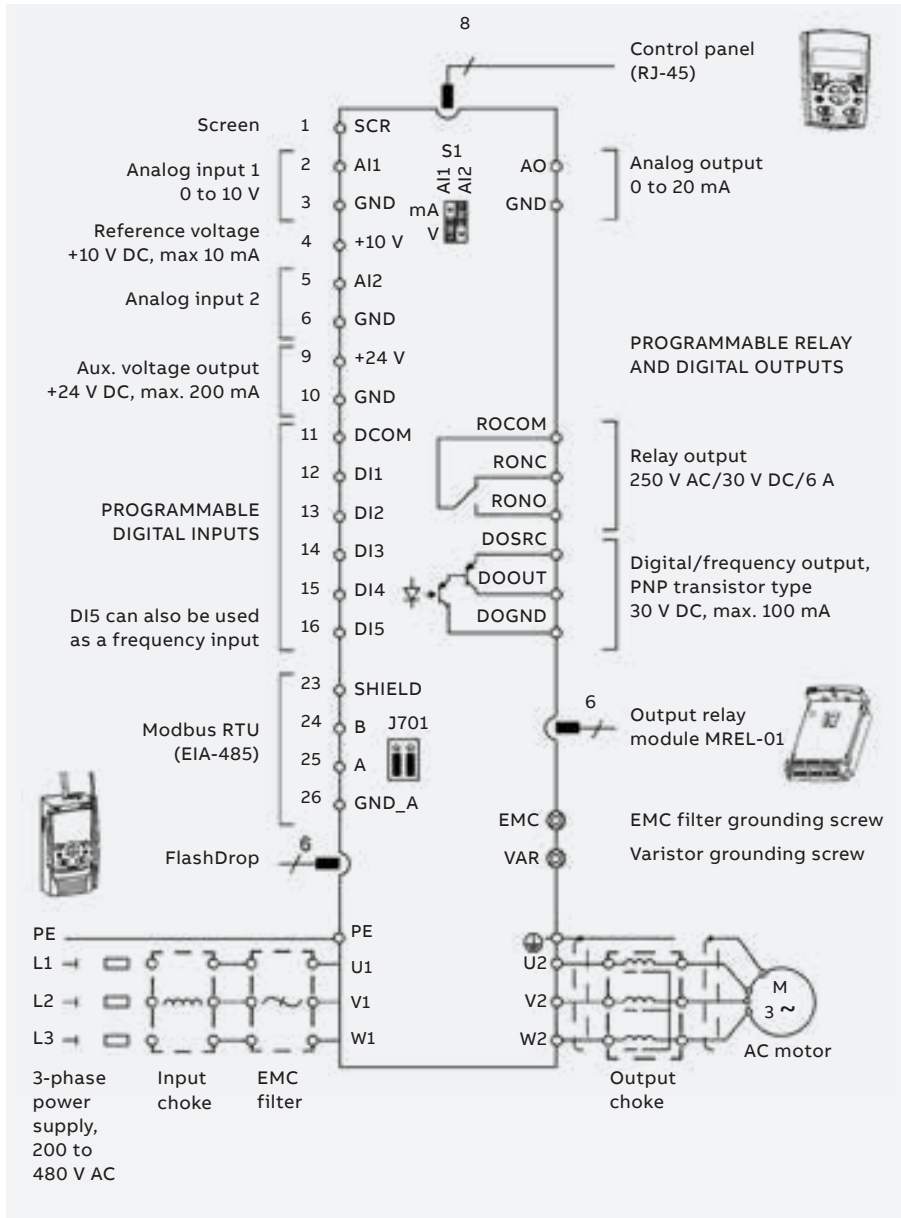 8
Control panel
(RJ-45)
Screen 1 SCR
Analog input 1
0 to 10 V
2 AI1
3 GND
Reference voltage
+10 V DC, max 10 mA
4 +10 V
Analog input 2
5 AI2
6 GND
Aux. voltage output
+24 V DC, max. 200 mA
9 +24 V
10 GND
PROGRAMMABLE
DIGITAL INPUTS
DI5 can also be used
as a frequency input
11 DCOM
12 DI1
13 DI2
14 DI3
15 DI4
16 DI5
Modbus RTU
(EIA-485)
23 SHIELD
24 B
25 A
26 GND_A
J701
FlashDrop
6
S1
AI1
AI2
mA
V
AO
GND
Analog output
0 to 20 mA
PROGRAMMABLE RELAY
AND DIGITAL OUTPUTS
ROCOM
RONC
RONO
Relay output
250 V AC/30 V DC/6 A
DOSRC
DOOUT
DOGND
Digital/frequency output,
PNP transistor type
30 V DC, max. 100 mA
6
Output relay
module MREL-01
EMC EMC filter grounding screw
VAR Varistor grounding screw
PE PE
L1 U1 U2
L2 V1 V2
L3 W1 W2
M
3 ~
AC motor
3-phase
power
supply,
200 to
480 V AC
Input
choke
EMC
filter
Output
choke